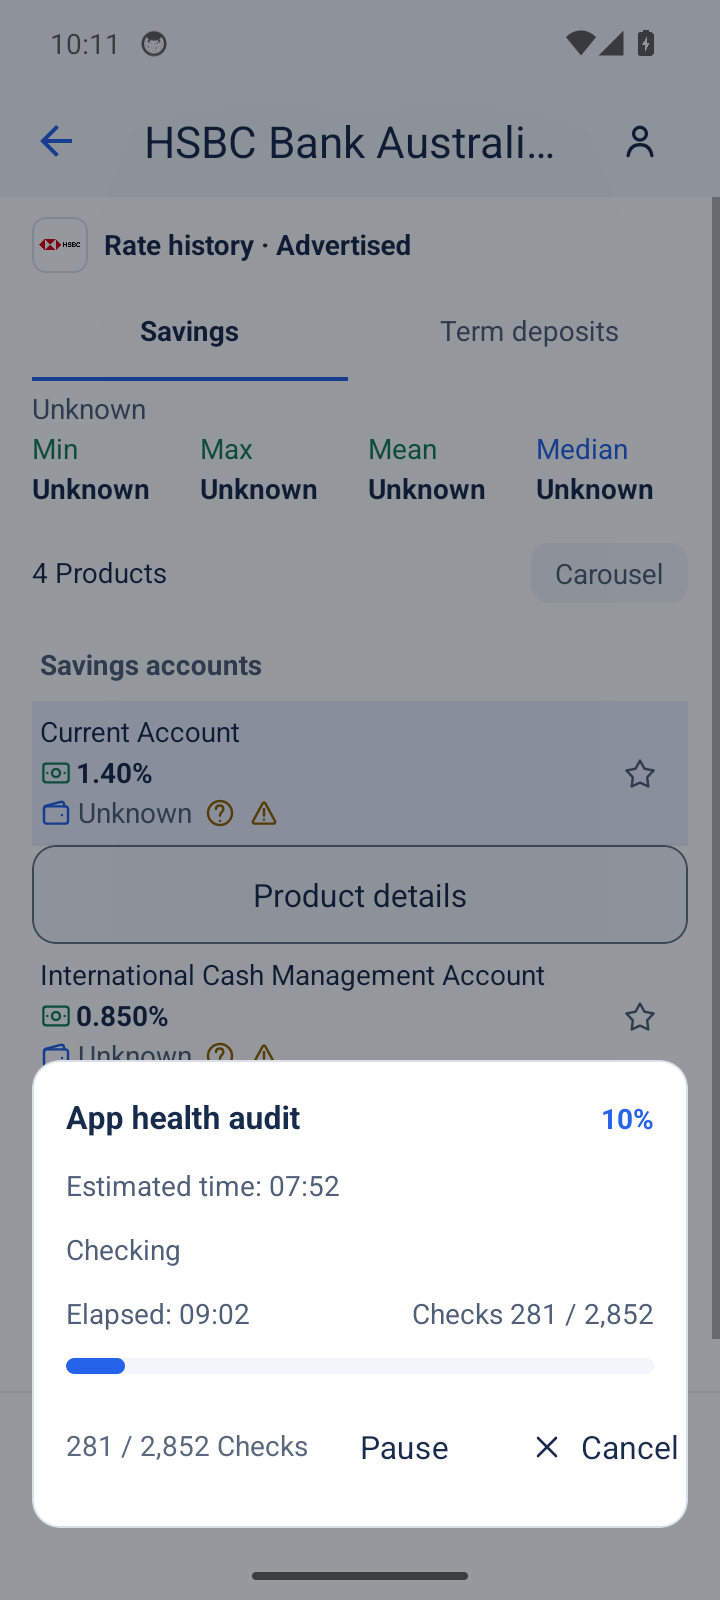 10:11
HSBC Bank Australi...
HSBC
Rate history · Advertised
Savings
Term deposits
Unknown
Min Max Mean Median
Unknown Unknown Unknown Unknown
4 Products
Carousel
Savings accounts
Current Account
1.40%
Unknown
Product details
International Cash Management Account
0.850%
Unknown
App health audit
10%
Estimated time: 07:52
Checking
Elapsed: 09:02
Checks 281 / 2,852
281 / 2,852 Checks
Pause
Cancel